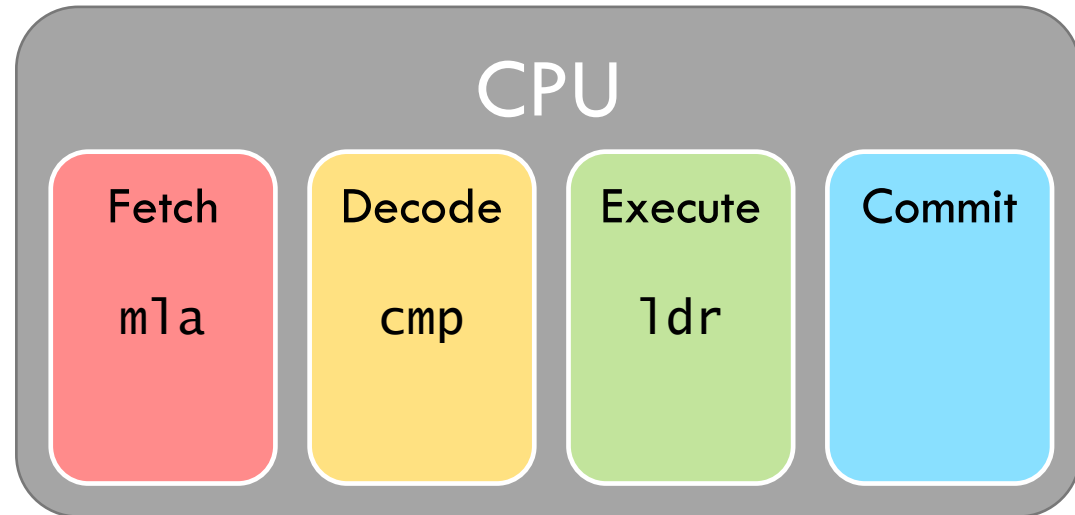 CPU
Fetch
mla
Decode
cmp
Execute
ldr
Commit